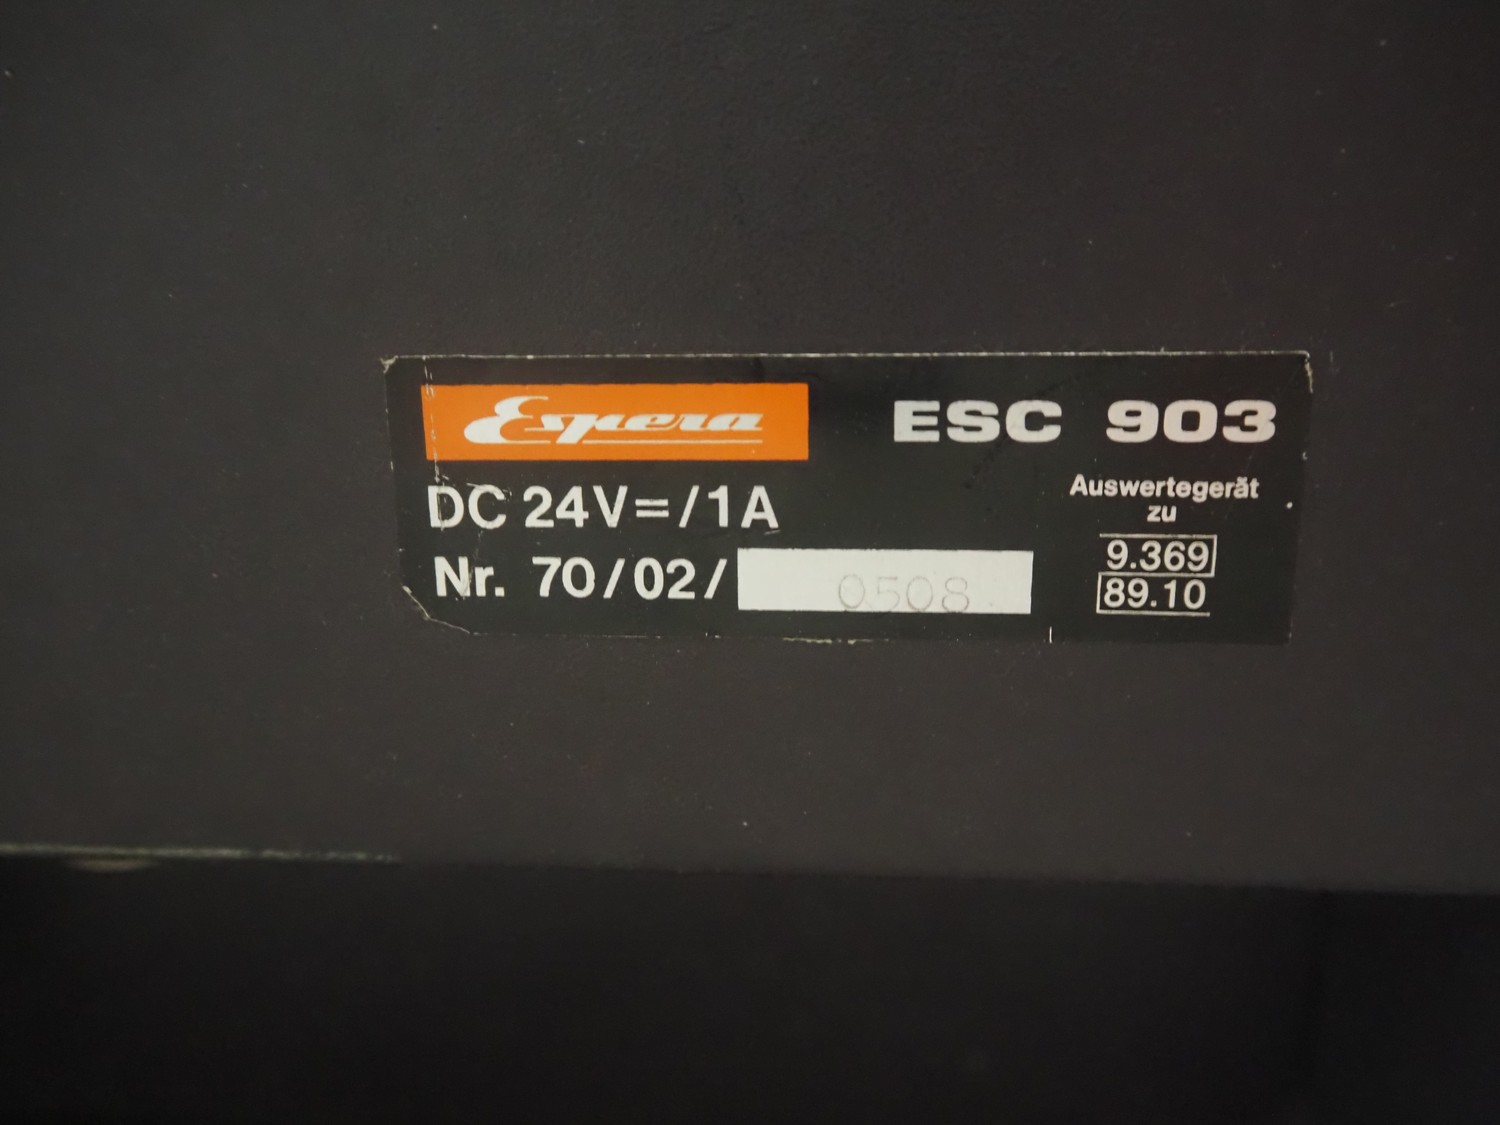 Espera ESC 903
DC 24V=/1A
Nr. 70/02/ 0508
Auswertegerät
zu
9.369
89.10